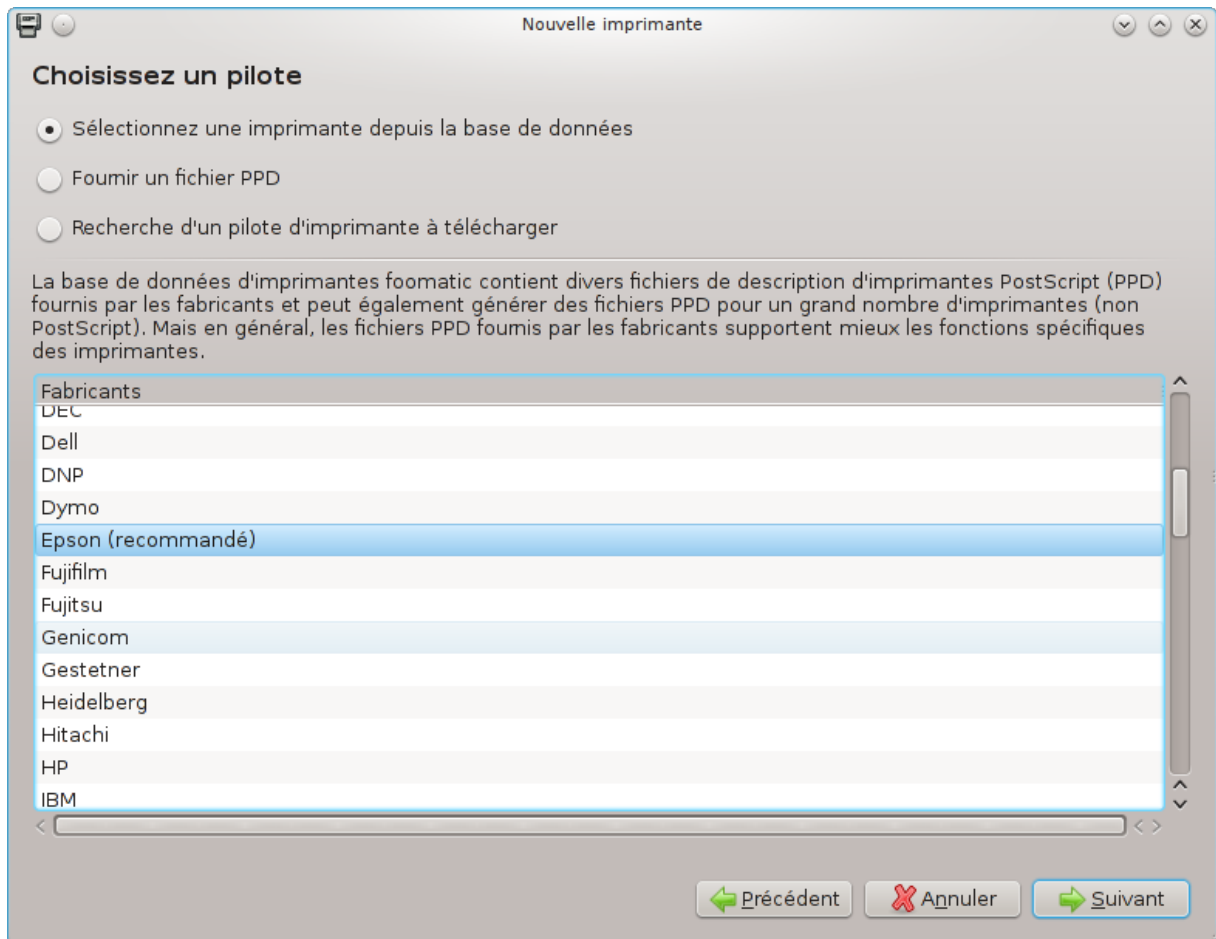 Nouvelle imprimante
Choisissez un pilote
Sélectionnez une imprimante depuis la base de données
Fournir un fichier PPD
Recherche d'un pilote d'imprimante à télécharger
La base de données d'imprimantes foomatic contient divers fichiers de description d'imprimantes PostScript (PPD)
fournis par les fabricants et peut également générer des fichiers PPD pour un grand nombre d'imprimantes (non
PostScript). Mais en général, les fichiers PPD fournis par les fabricants supportent mieux les fonctions spécifiques
des imprimantes.
Fabricants
DEC
Dell
DNP
Dymo
Epson (recommandé)
Fujifilm
Fujitsu
Genicom
Gestetner
Heidelberg
Hitachi
HP
IBM
Précédent
Annuler
Suivant